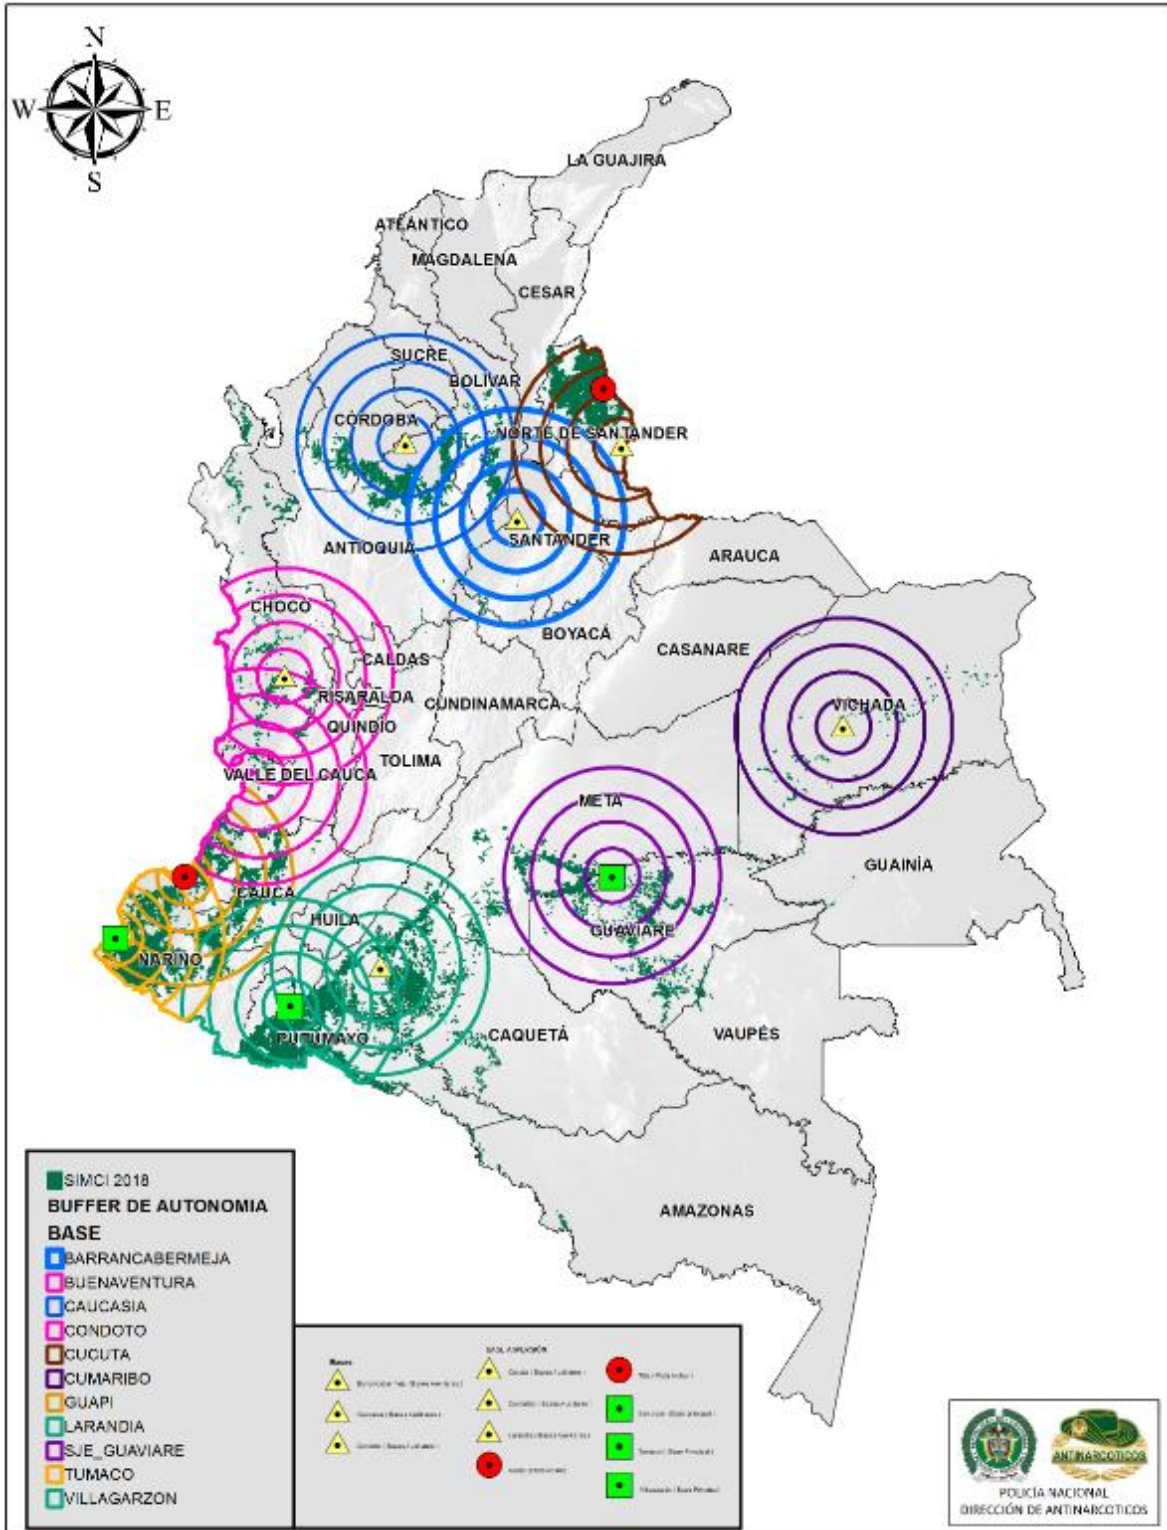 N
W E
S
LA GUAJIRA
ATLÁNTICO
MAGDALENA
CESAR
SUCRE
BOLÍVAR
CÓRDOBA
NORTE DE SANTANDER
SANTANDER
ANTIOQUIA
ARAUCA
CHOCÓ
BOYACÁ
CASANARE
CALDAS
RISARALDA
CUNDINAMARCA
VICHADA
QUINDÍO
TOLIMA
VALLE DEL CAUCA
META
GUAINÍA
CAUCA
HUILA
GUAVIARE
NARIÑO
PUTUMAYO
CAQUETÁ
VAUPÉS
AMAZONAS
SIMCI 2018
BUFFER DE AUTONOMIA
BASE
BARRANCABERMEJA
BUENAVENTURA
CAUCASIA
CONDOTO
CUCUTA
CUMARIBO
GUAPI
LARANDIA
SJE_GUAVIARE
TUMACO
VILLAGARZON
Bases
ANTINARCOTICOS
POLICÍA NACIONAL
DIRECCIÓN DE ANTINARCOTICOS